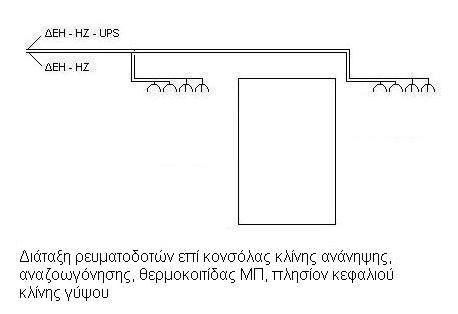 ΔΕΗ - ΗΖ - UPS
ΔΕΗ - ΗΖ
Διάταξη ρευματοδοτών επί κονσόλας κλίνης ανάνηψης,
αναζωογόνησης, θερμοκοιτίδας ΜΠ, πλησίον κεφαλιού
κλίνης γύψου